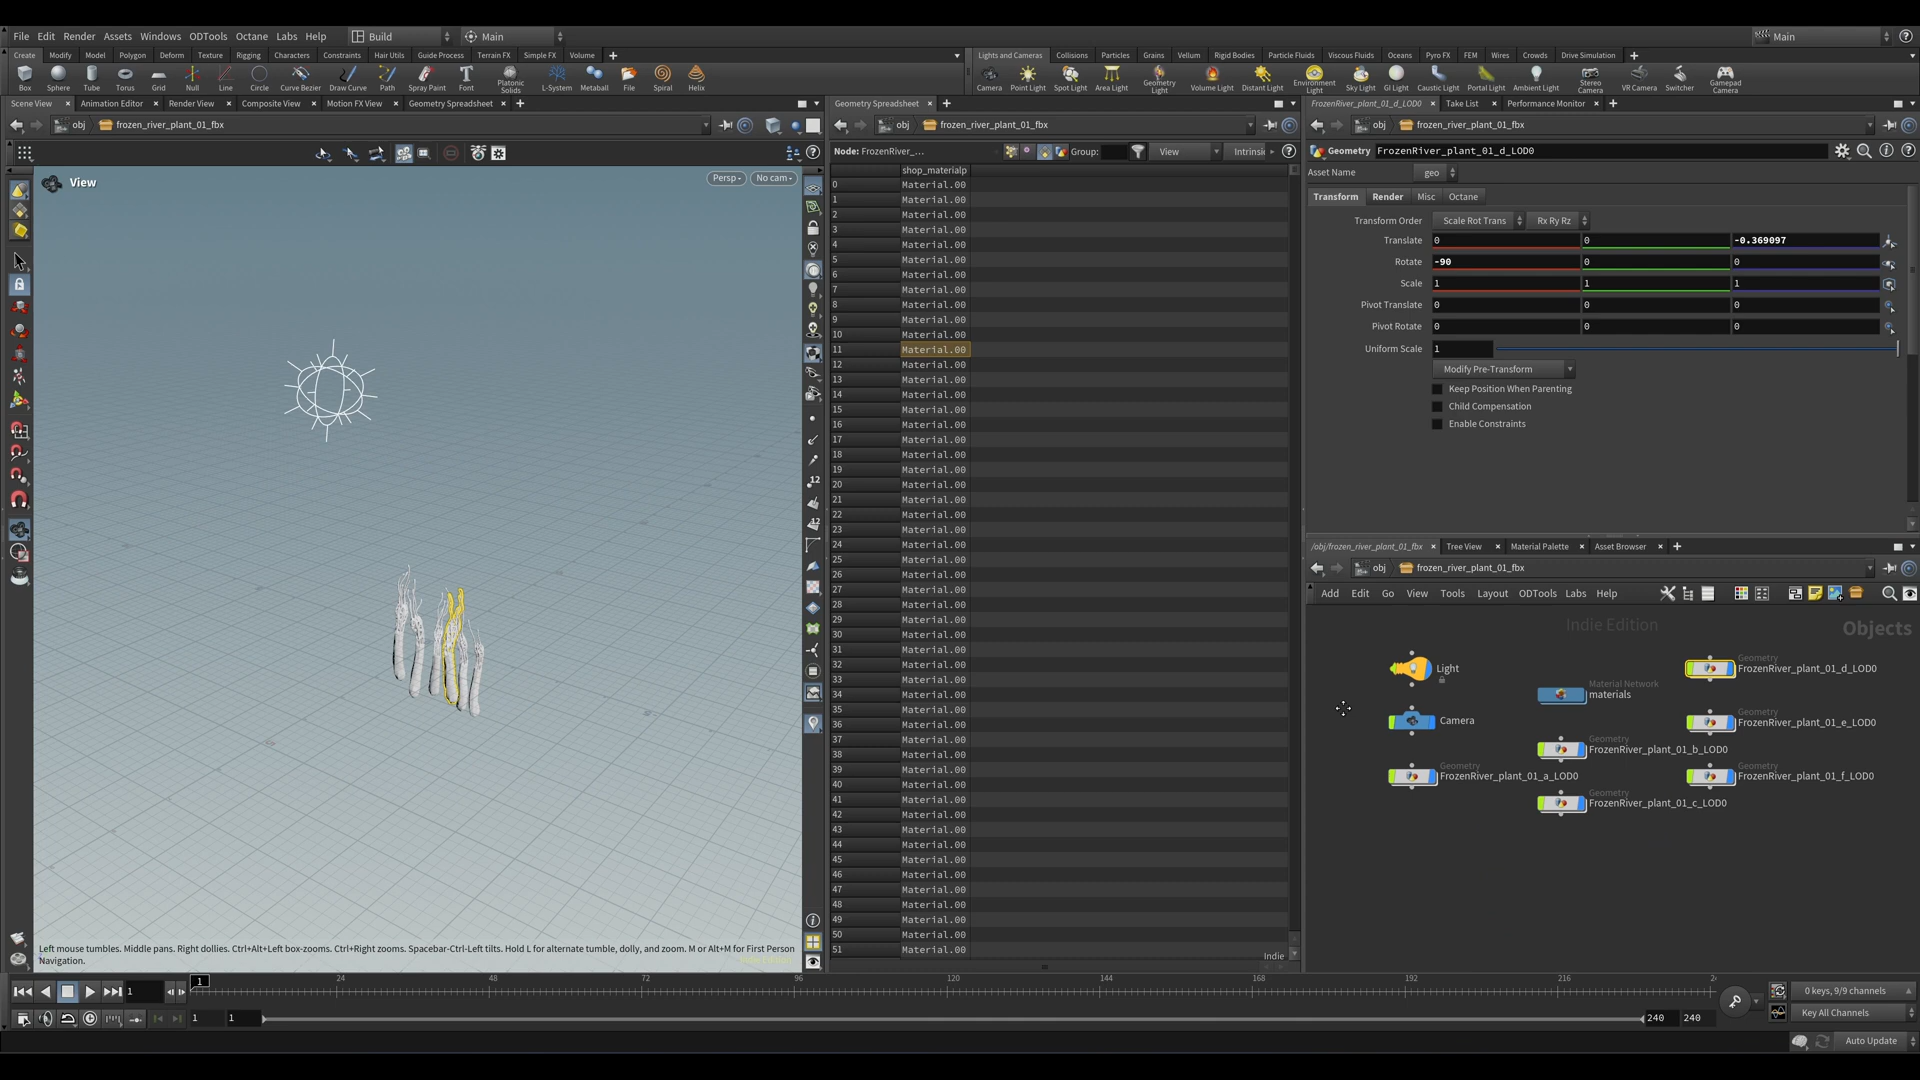 File Edit Render Assets Windows ODTools Octane Labs Help Build Main Main
Create Modify Model Polygon Deform Texture Rigging Characters Constraints Hair Utils Guide Process Terrain FX Simple FX Volume
Lights and Cameras Collisions Particles Grains Vellum Rigid Bodies Particle Fluids Viscous Fluids Oceans Pyro FX FEM Wires Crowds Drive Simulation
Box Sphere Tube Torus Grid Null Line Circle Curve Bezier Draw Curve Path Spray Paint Font Platonic Solids L-System Metaball File Spiral Helix
Camera Point Light Spot Light Area Light Geometry Light Volume Light Distant Light Environment Light Sky Light GI Light Caustic Light Portal Light Ambient Light Stereo Camera VR Camera Switcher Gamepad Camera
Scene View Animation Editor Render View Composite View Motion FX View Geometry Spreadsheet
obj frozen_river_plant_01_fbx
View
Persp No cam
Left mouse tumbles. Middle pans. Right dollies. Ctrl+Alt+Left box-zooms. Ctrl+Right zooms. Spacebar-Ctrl-Left tilts. Hold L for alternate tumble, dolly, and zoom. M or Alt+M for First Person
Navigation.
Geometry Spreadsheet
obj frozen_river_plant_01_fbx
Node: FrozenRiver_... Group: View Intrinsi
shop_materialp
0 Material.00
1 Material.00
2 Material.00
3 Material.00
4 Material.00
5 Material.00
6 Material.00
7 Material.00
8 Material.00
9 Material.00
10 Material.00
11 Material.00
12 Material.00
13 Material.00
14 Material.00
15 Material.00
16 Material.00
17 Material.00
18 Material.00
19 Material.00
20 Material.00
21 Material.00
22 Material.00
23 Material.00
24 Material.00
25 Material.00
26 Material.00
27 Material.00
28 Material.00
29 Material.00
30 Material.00
31 Material.00
32 Material.00
33 Material.00
34 Material.00
35 Material.00
36 Material.00
37 Material.00
38 Material.00
39 Material.00
40 Material.00
41 Material.00
42 Material.00
43 Material.00
44 Material.00
45 Material.00
46 Material.00
47 Material.00
48 Material.00
49 Material.00
50 Material.00
51 Material.00
Indie
FrozenRiver_plant_01_d_LOD0 Take List Performance Monitor
obj frozen_river_plant_01_fbx
Geometry FrozenRiver_plant_01_d_LOD0
Asset Name geo
Transform Render Misc Octane
Transform Order Scale Rot Trans Rx Ry Rz
Translate 0 0 -0.369097
Rotate -90 0 0
Scale 1 1 1
Pivot Translate 0 0 0
Pivot Rotate 0 0 0
Uniform Scale 1
Modify Pre-Transform
Keep Position When Parenting
Child Compensation
Enable Constraints
/obj/frozen_river_plant_01_fbx Tree View Material Palette Asset Browser
obj frozen_river_plant_01_fbx
Add Edit Go View Tools Layout ODTools Labs Help
Indie Edition Objects
Light
Camera
Geometry
FrozenRiver_plant_01_a_LOD0
Material Network
materials
Geometry
FrozenRiver_plant_01_b_LOD0
Geometry
FrozenRiver_plant_01_c_LOD0
Geometry
FrozenRiver_plant_01_d_LOD0
FrozenRiver_plant_01_e_LOD0
Geometry
FrozenRiver_plant_01_f_LOD0
1 1 24 48 72 96 120 144 168 192 216
0 keys, 9/9 channels
1 1 240 240 Key All Channels
Auto Update